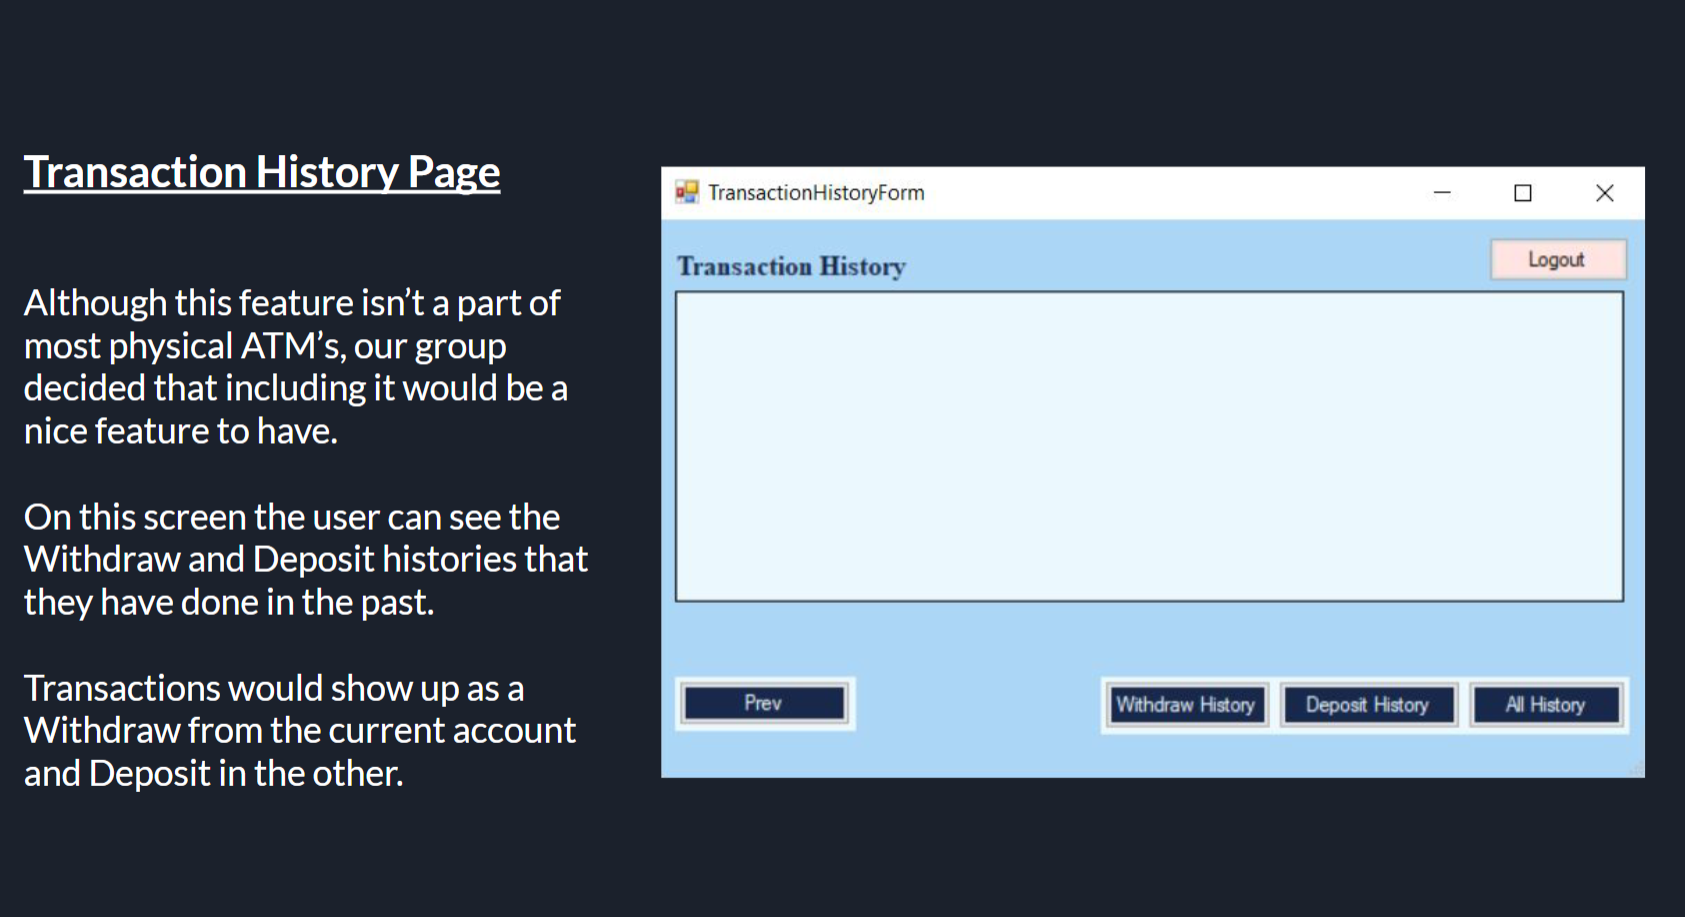 Transaction History Page
Although this feature isn’t a part of
most physical ATM’s, our group
decided that including it would be a
nice feature to have.
On this screen the user can see the
Withdraw and Deposit histories that
they have done in the past.
Transactions would show up as a
Withdraw from the current account
and Deposit in the other.
TransactionHistoryForm
Transaction History
Logout
Prev
Withdraw History
Deposit History
All History